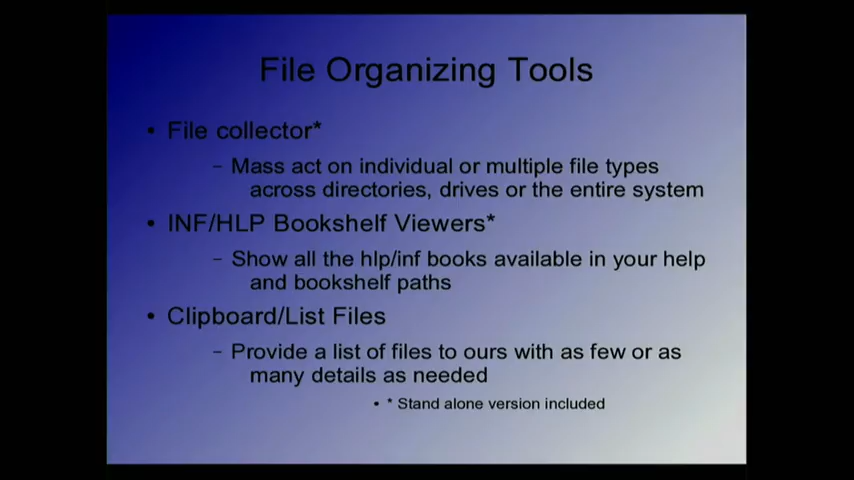 File Organizing Tools
• File collector*
– Mass act on individual or multiple file types
across directories, drives or the entire system
• INF/HLP Bookshelf Viewers*
– Show all the hlp/inf books available in your help
and bookshelf paths
• Clipboard/List Files
– Provide a list of files to ours with as few or as
many details as needed
• * Stand alone version included